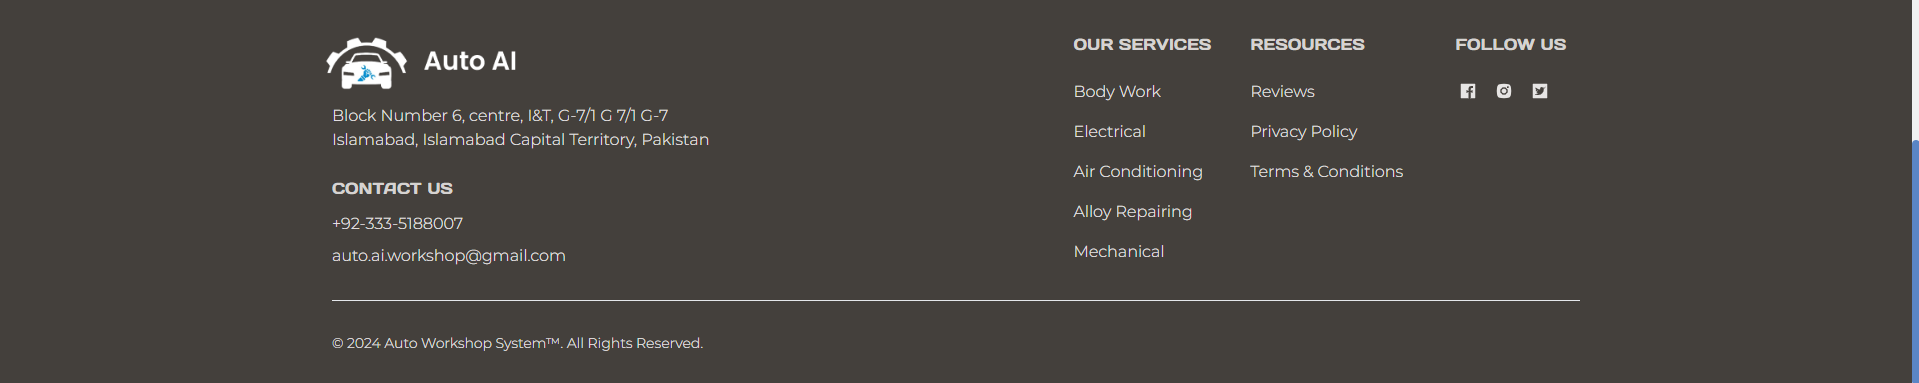 Auto AI
Block Number 6, centre, I&T, G-7/1 G 7/1 G-7
Islamabad, Islamabad Capital Territory, Pakistan
CONTACT US
+92-333-5188007
auto.ai.workshop@gmail.com
OUR SERVICES
Body Work
Electrical
Air Conditioning
Alloy Repairing
Mechanical
RESOURCES
Reviews
Privacy Policy
Terms & Conditions
FOLLOW US
© 2024 Auto Workshop System™. All Rights Reserved.